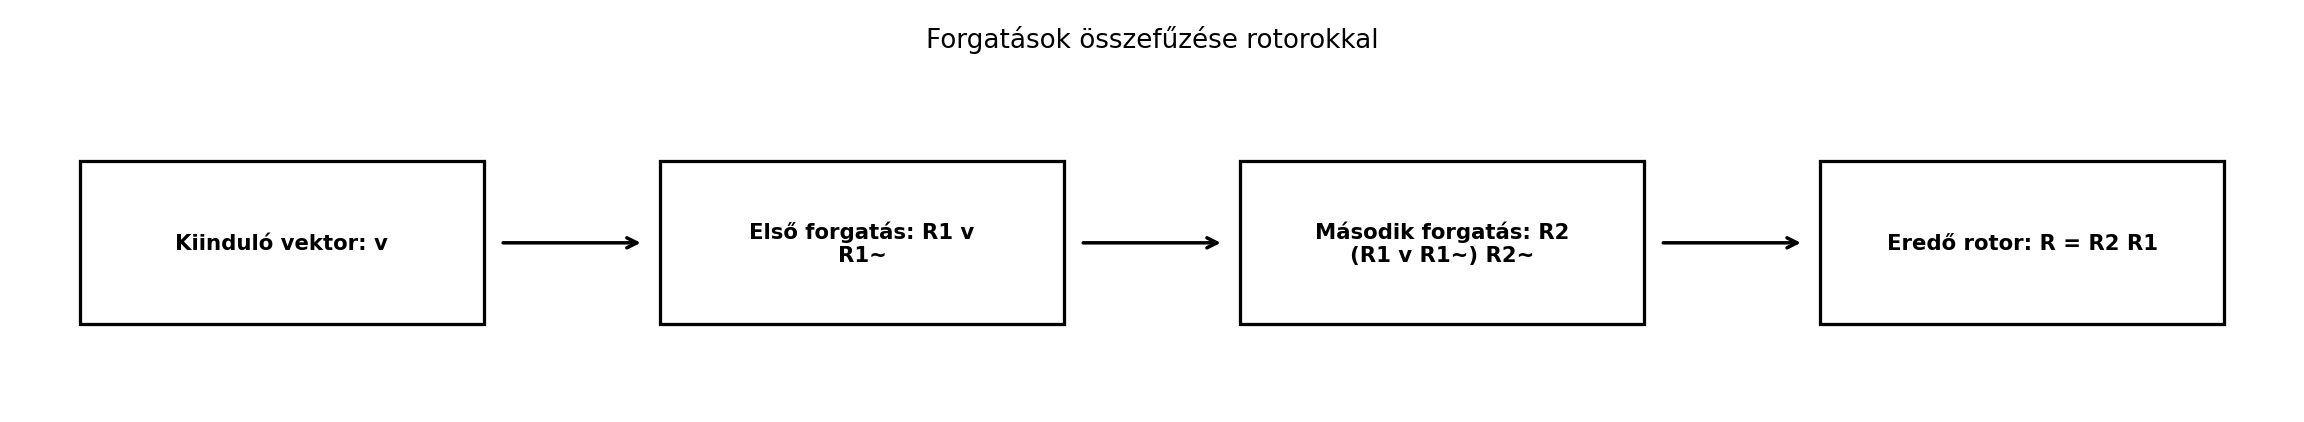 Forgatások összefűzése rotorokkal
Kiinduló vektor: v
Első forgatás: R1 v
R1~
Második forgatás: R2
(R1 v R1~) R2~
Eredő rotor: R = R2 R1